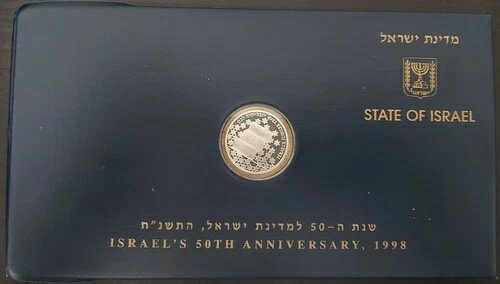 מדינת ישראל
STATE OF ISRAEL
שנת ה-50 למדינת ישראל, התשנ"ח
ISRAEL'S 50TH ANNIVERSARY, 1998